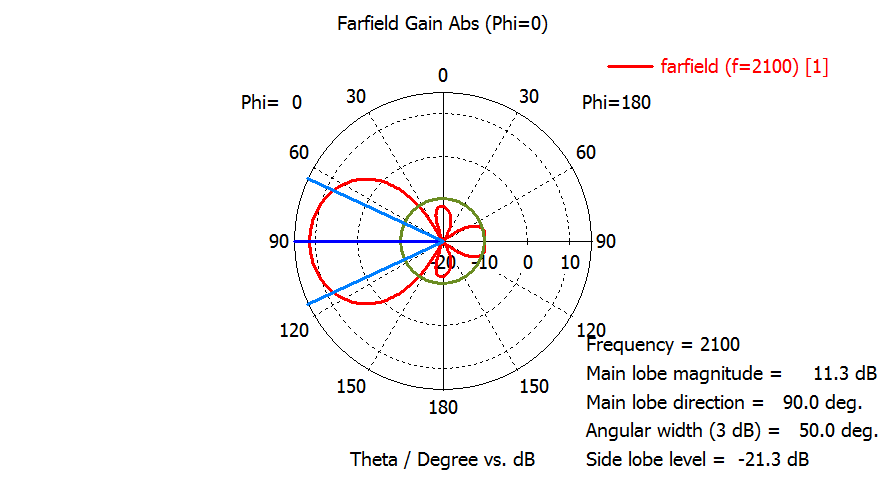 Farfield Gain Abs (Phi=0)
farfield (f=2100) [1]
0
Phi= 0
30
30
Phi=180
60
60
90
90
-20
-10
0
10
120
120
150
150
180
Frequency = 2100
Main lobe magnitude = 11.3 dB
Main lobe direction = 90.0 deg.
Angular width (3 dB) = 50.0 deg.
Side lobe level = -21.3 dB
Theta / Degree vs. dB